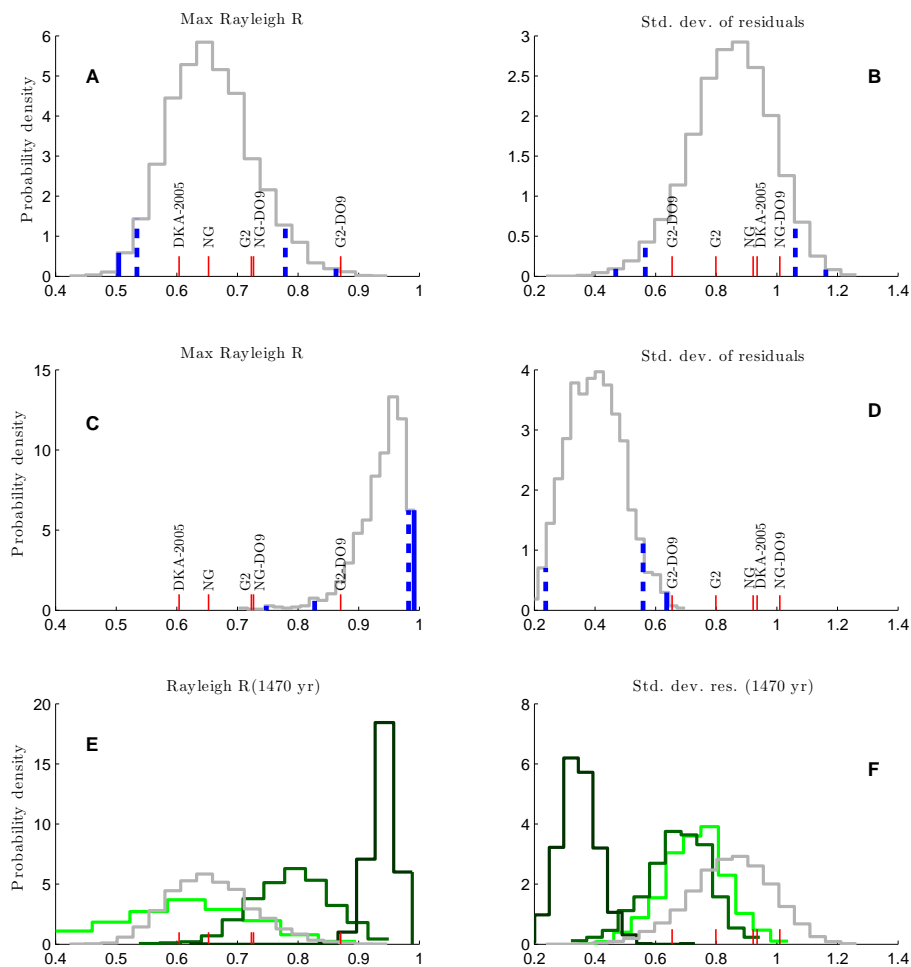 Max Rayleigh R
Probability density
A
6
5
4
3
2
1
0
DKA-2005
NG
G2
NG-DO9
G2-DO9
0.4 0.5 0.6 0.7 0.8 0.9 1
Std. dev. of residuals
B
3
2.5
2
1.5
1
0.5
0
G2-DO9
G2
NG
DKA-2005
NG-DO9
0.2 0.4 0.6 0.8 1 1.2 1.4
Max Rayleigh R
Probability density
C
15
10
5
0
DKA-2005
NG
G2
NG-DO9
G2-DO9
0.4 0.5 0.6 0.7 0.8 0.9 1
Std. dev. of residuals
D
4
3
2
1
0
G2-DO9
G2
NG
DKA-2005
NG-DO9
0.2 0.4 0.6 0.8 1 1.2 1.4
Rayleigh R(1470 yr)
Probability density
E
20
15
10
5
0
0.4 0.5 0.6 0.7 0.8 0.9 1
Std. dev. res. (1470 yr)
F
8
6
4
2
0
0.2 0.4 0.6 0.8 1 1.2 1.4